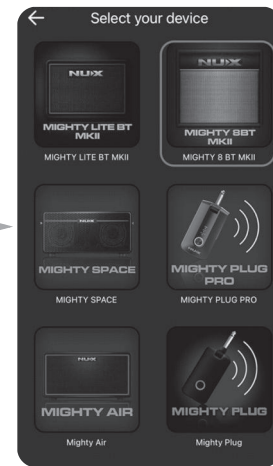 Select your device
NUX
MIGHTY LITE BT
MKII
MIGHTY LITE BT MKII
NUX
MIGHTY 8BT
MKII
MIGHTY 8 BT MKII
NUX
MIGHTY SPACE
MIGHTY SPACE
MIGHTY PLUG
PRO
MIGHTY PLUG PRO
NUX
MIGHTY AIR
Mighty Air
MIGHTY PLUG
Mighty Plug